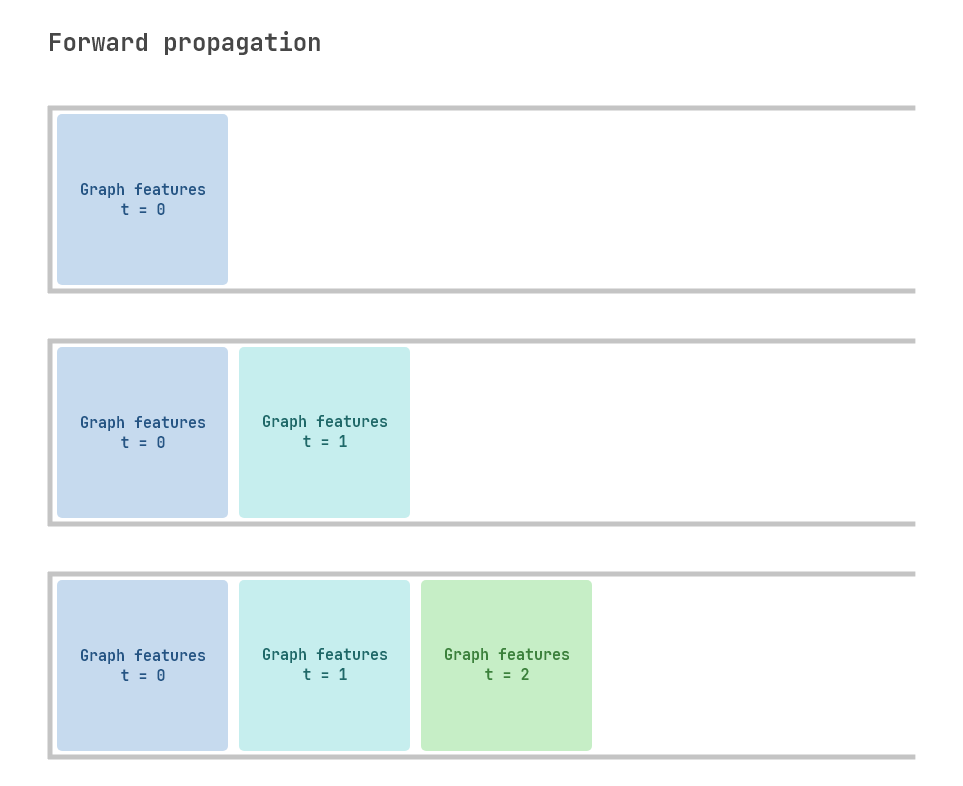 Forward propagation
Graph features
t = 0
Graph features
t = 0
Graph features
t = 1
Graph features
t = 0
Graph features
t = 1
Graph features
t = 2